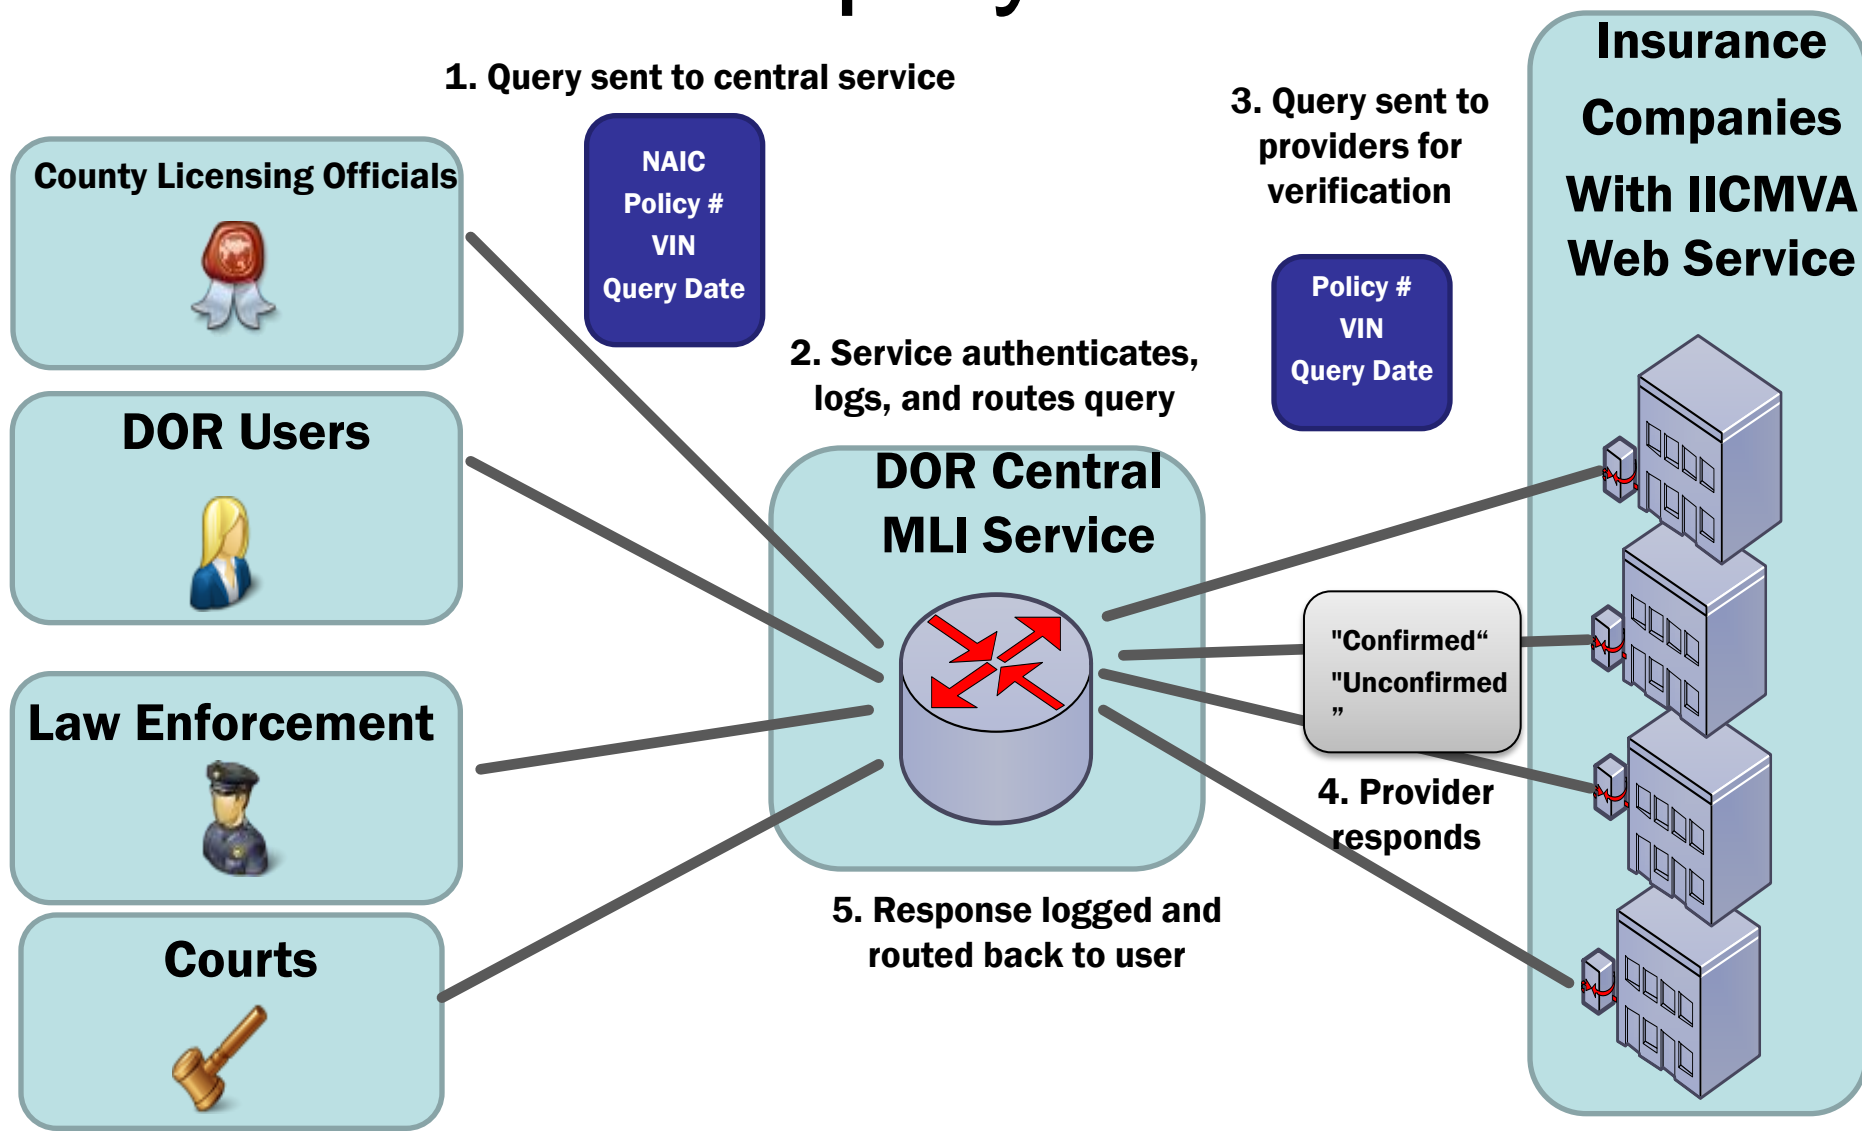 1. Query sent to central service
County Licensing Officials
NAIC
Policy #
VIN
Query Date
3. Query sent to
providers for
verification
Policy #
VIN
Query Date
Insurance
Companies
With IICMVA
Web Service
2. Service authenticates,
logs, and routes query
DOR Users
DOR Central
MLI Service
"Confirmed“
"Unconfirmed
”
Law Enforcement
4. Provider
responds
5. Response logged and
routed back to user
Courts